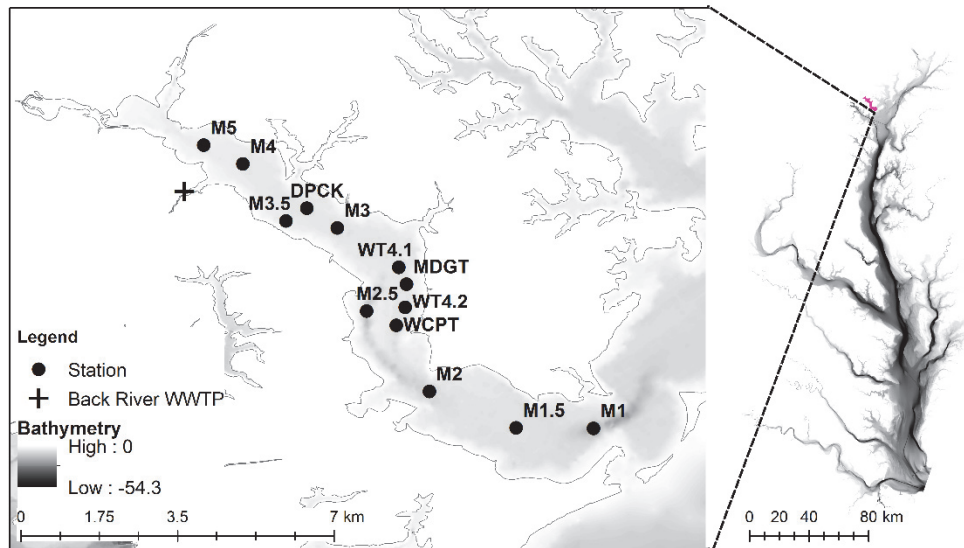 M5
M4
DPCK
M3.5
M3
WT4.1
MDGT
M2.5
WT4.2
WCPT
M2
M1.5
M1
Legend
Station
Back River WWTP
Bathymetry
High : 0
Low : -54.3
0 1.75 3.5 7 km
0 20 40 80 km